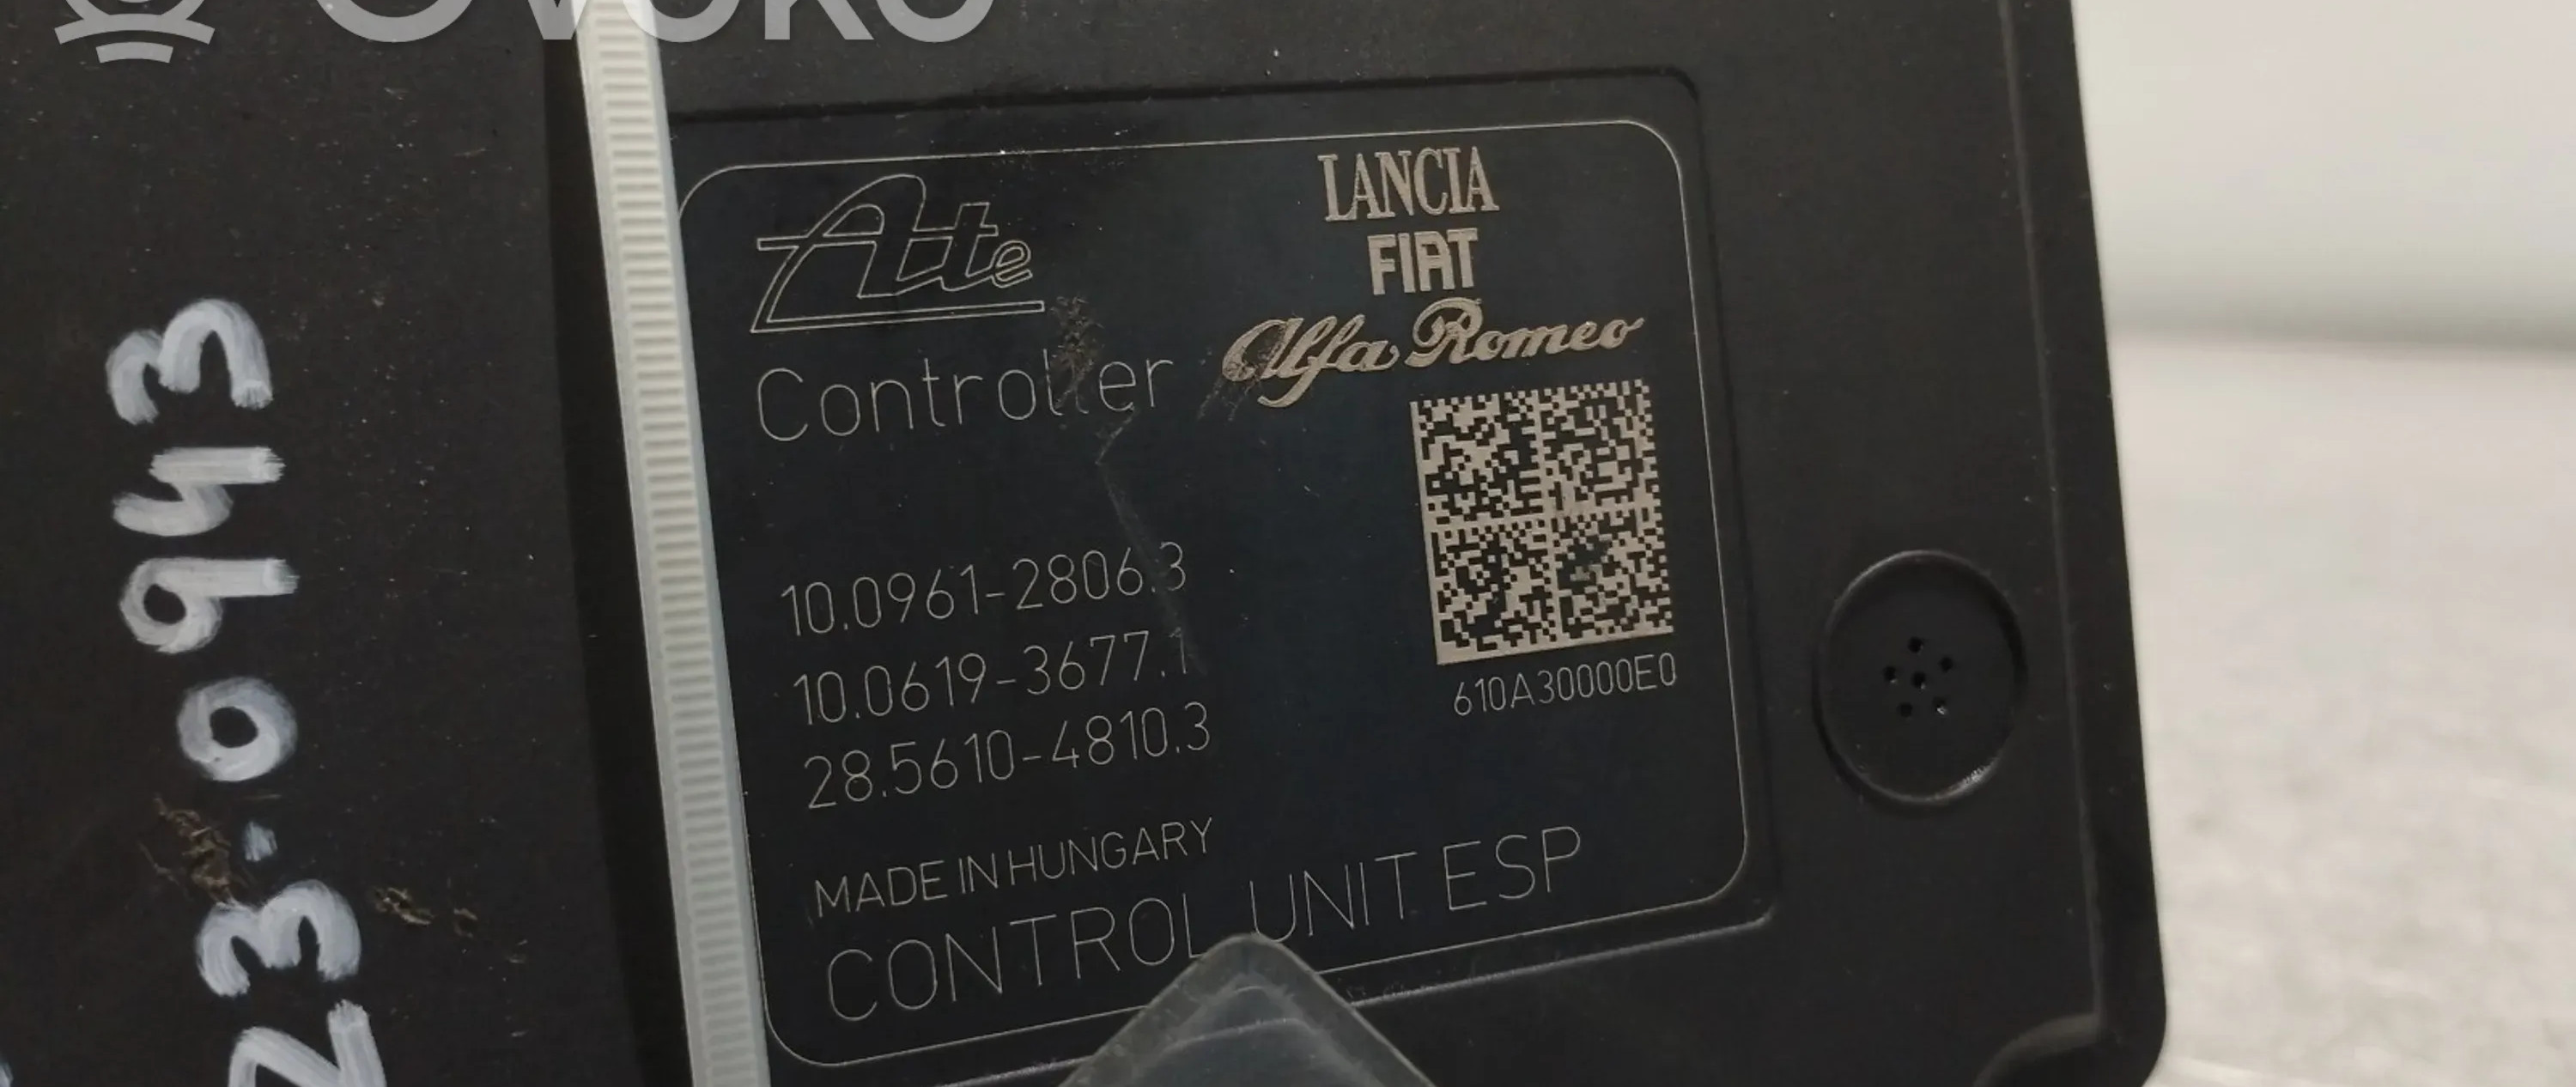 Ovoko
Ate
LANCIA
FIAT
Alfa Romeo
Controller
10.0961-2806.3
10.0619-3677.1
28.5610-4810.3
610A30000E0
MADE IN HUNGARY
CONTROL UNIT ESP
23.0943